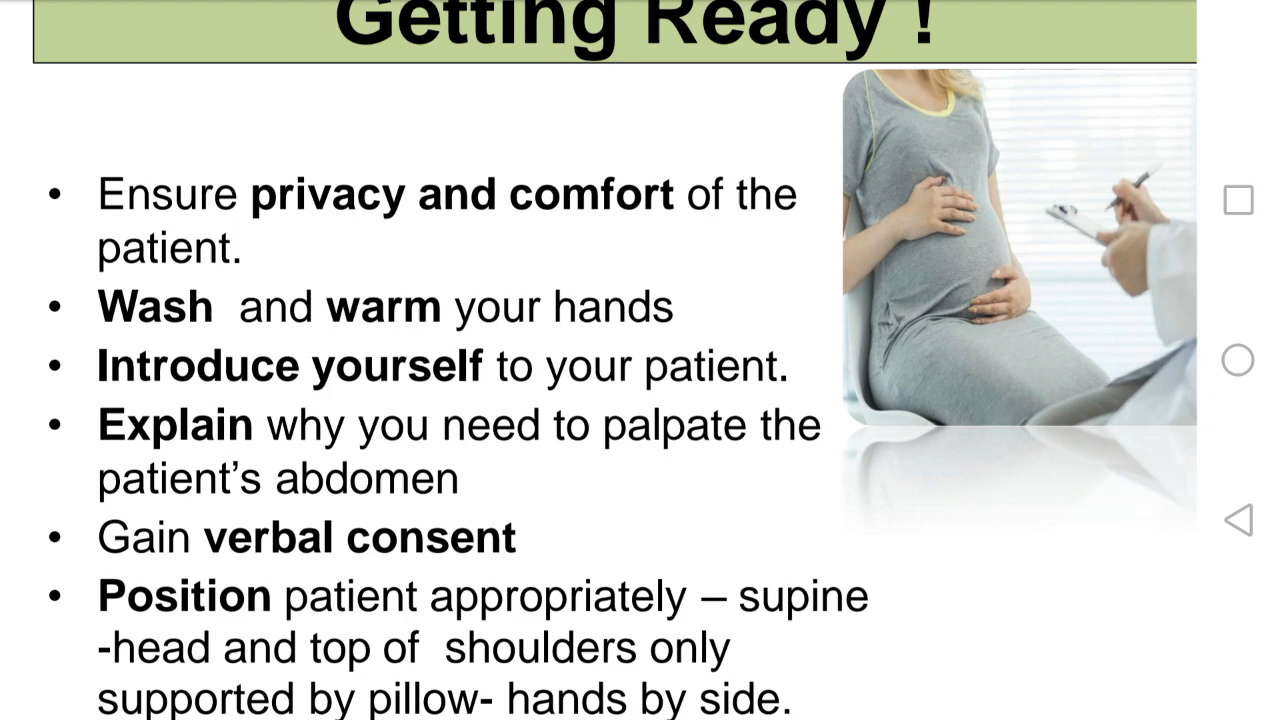 Getting Ready !
• Ensure privacy and comfort of the
patient.
• Wash  and warm your hands
• Introduce yourself to your patient.
• Explain why you need to palpate the
patient’s abdomen
• Gain verbal consent
• Position patient appropriately – supine
-head and top of  shoulders only
supported by pillow- hands by side.